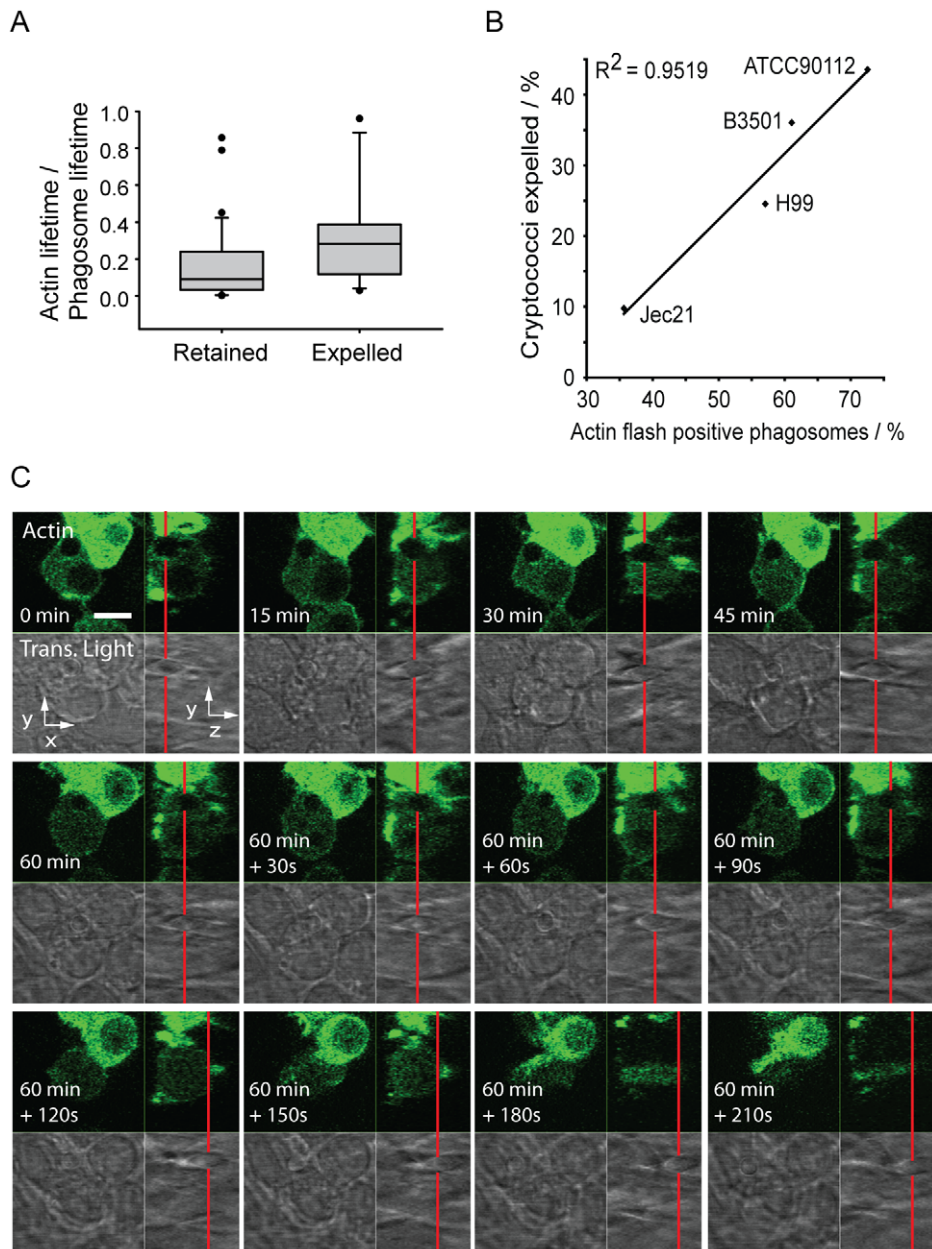 A
Actin lifetime /
Phagosome lifetime
1.0
0.8
0.6
0.4
0.2
0.0
Retained
Expelled
B
R2 = 0.9519
ATCC90112
B3501
H99
Jec21
Cryptococci expelled / %
40
30
20
10
0
30
40
50
60
70
Actin flash positive phagosomes / %
C
Actin
0 min
15 min
30 min
45 min
Trans. Light
y
x
y
z
60 min
60 min
+ 30s
60 min
+ 60s
60 min
+ 90s
60 min
+ 120s
60 min
+ 150s
60 min
+ 180s
60 min
+ 210s